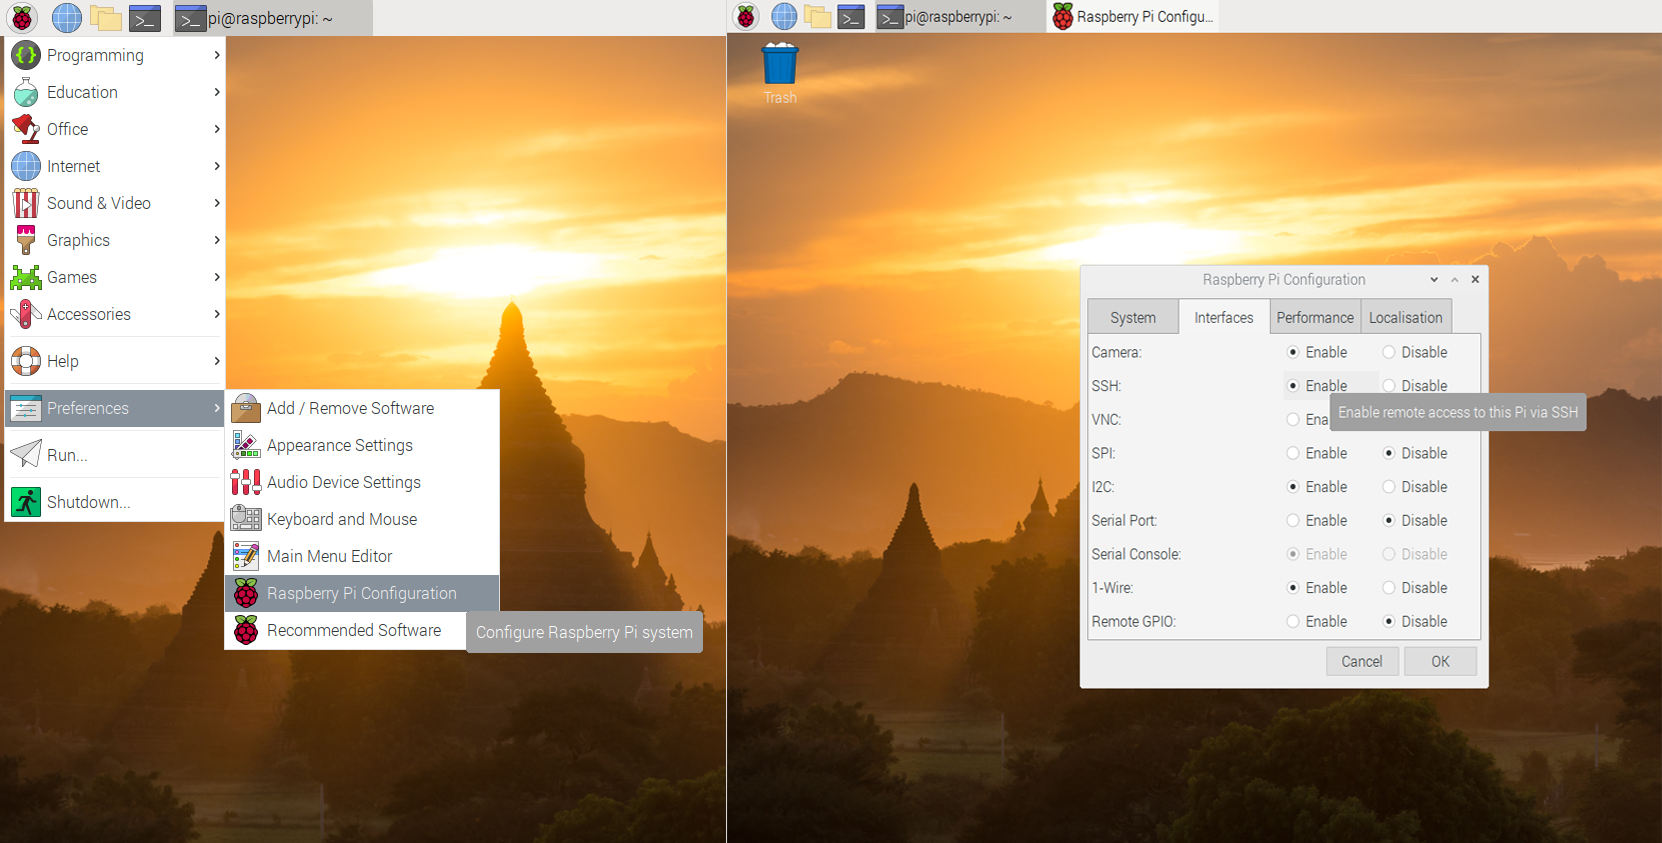 pi@raspberrypi: ~
Programming
Education
Office
Internet
Sound & Video
Graphics
Games
Accessories
Help
Preferences
Run...
Shutdown...
Add / Remove Software
Appearance Settings
Audio Device Settings
Keyboard and Mouse
Main Menu Editor
Raspberry Pi Configuration
Recommended Software
Configure Raspberry Pi system
pi@raspberrypi: ~
Raspberry Pi Configu...
Trash
Raspberry Pi Configuration
System Interfaces Performance Localisation
Camera: Enable Disable
SSH: Enable Disable
Enable remote access to this Pi via SSH
VNC: Ena
SPI: Enable Disable
I2C: Enable Disable
Serial Port: Enable Disable
Serial Console: Enable Disable
1-Wire: Enable Disable
Remote GPIO: Enable Disable
Cancel OK